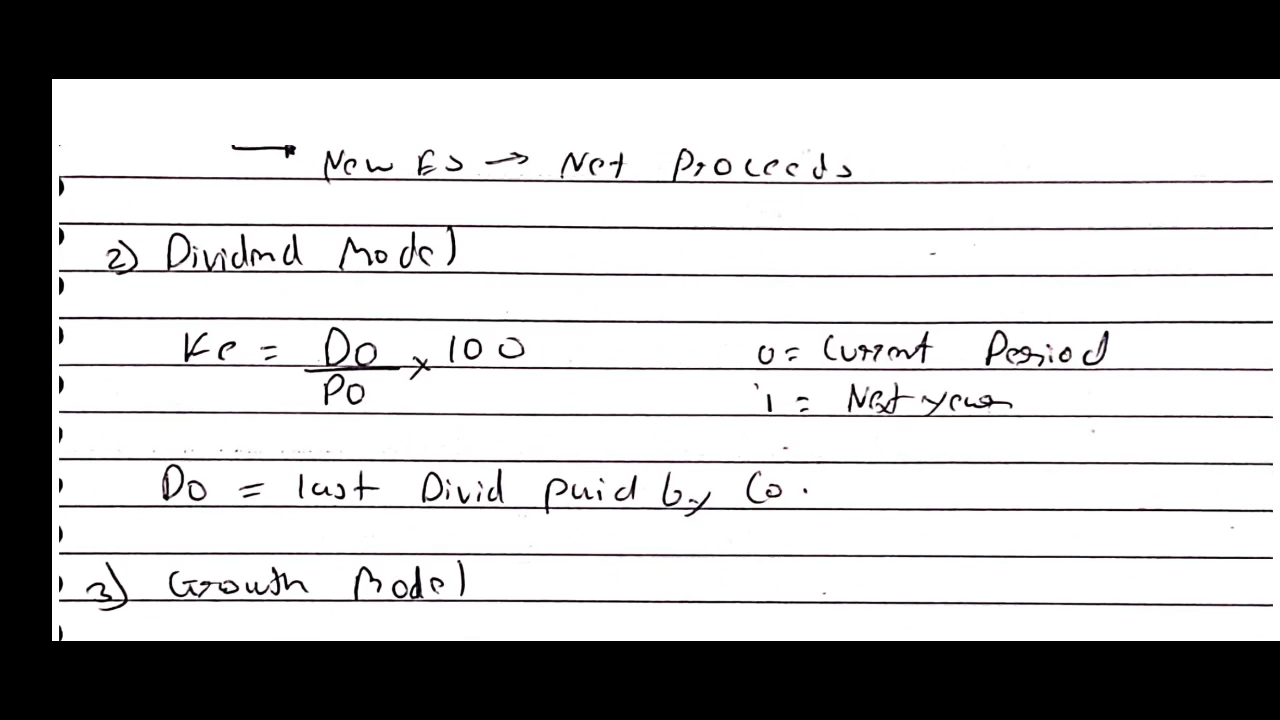 → New ES → Net Proceeds
2) Dividend Model
Ke = D0/P0 × 100
0 = Current Period
1 = Next year
D0 = last Divid paid by Co.
3) Growth Model